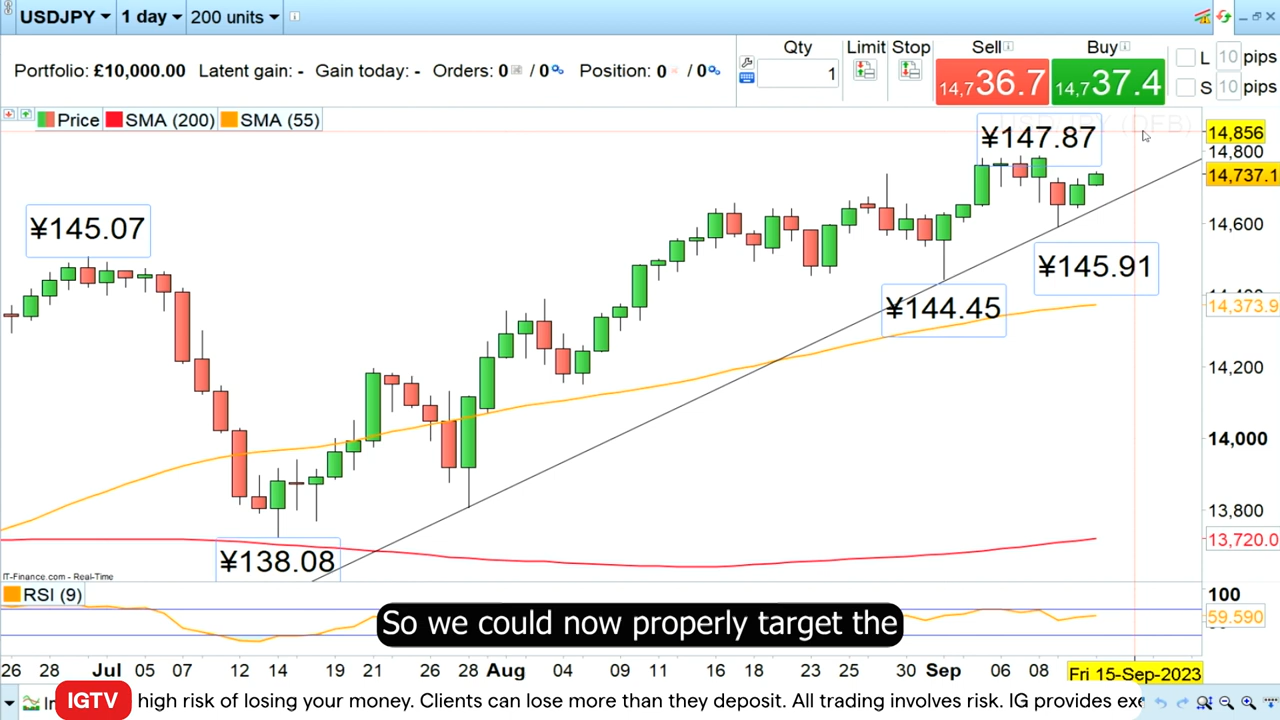 USDJPY 1 day 200 units
Qty Limit Stop Sell Buy
Portfolio: £10,000.00 Latent gain: - Gain today: - Orders: 0 / 0 Position: 0 / 0
1 14,736.7 14,737.4
L 10 pips
S 10 pips
Price SMA (200) SMA (55)
¥147.87
14,856
14,800
14,737.1
¥145.07
14,600
¥145.91
¥144.45
14,373.9
14,200
14,000
13,800
¥138.08
13,720.0
IT-Finance.com - Real-Time
RSI (9)
100
59.590
So we could now properly target the
26 28 Jul 05 07 12 14 19 21 26 28 Aug 04 09 11 16 18 23 25 30 Sep 06 08 Fri 15-Sep-2023
IGTV high risk of losing your money. Clients can lose more than they deposit. All trading involves risk. IG provides exe